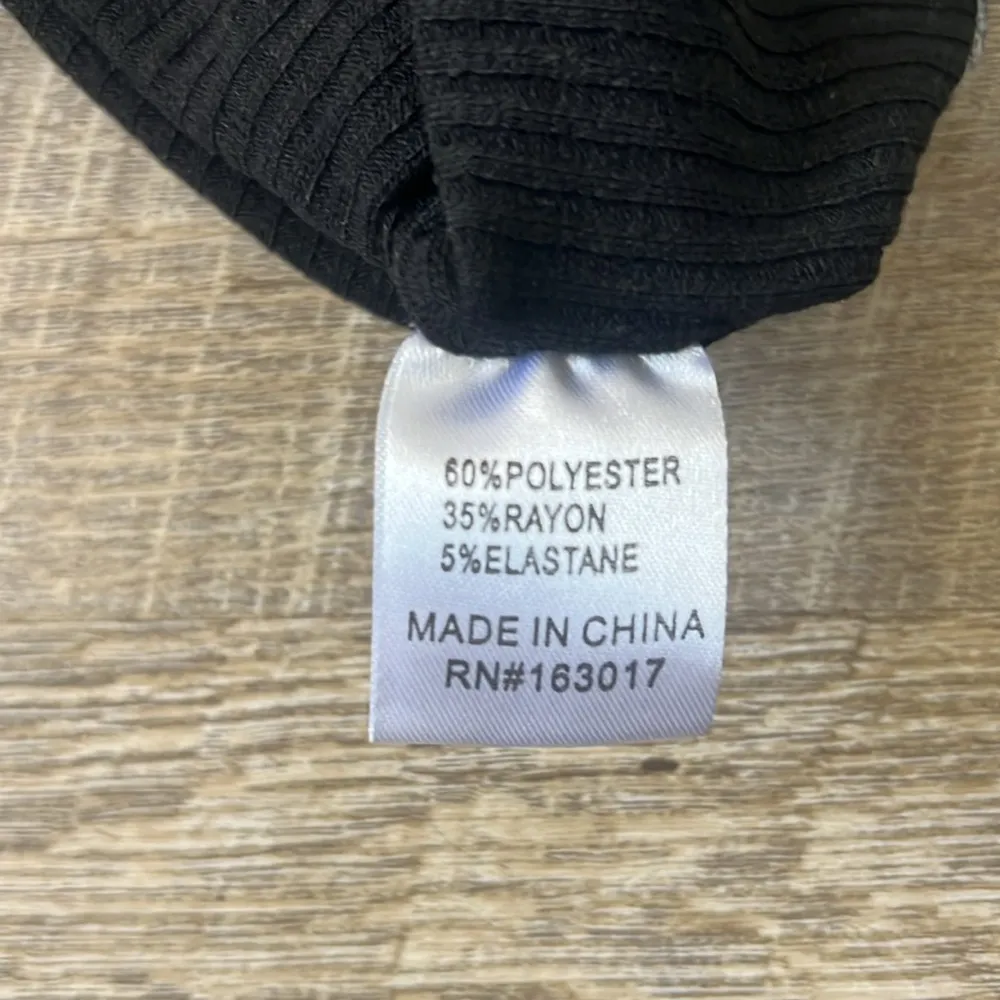 60%POLYESTER
35%RAYON
5%ELASTANE
MADE IN CHINA
RN#163017